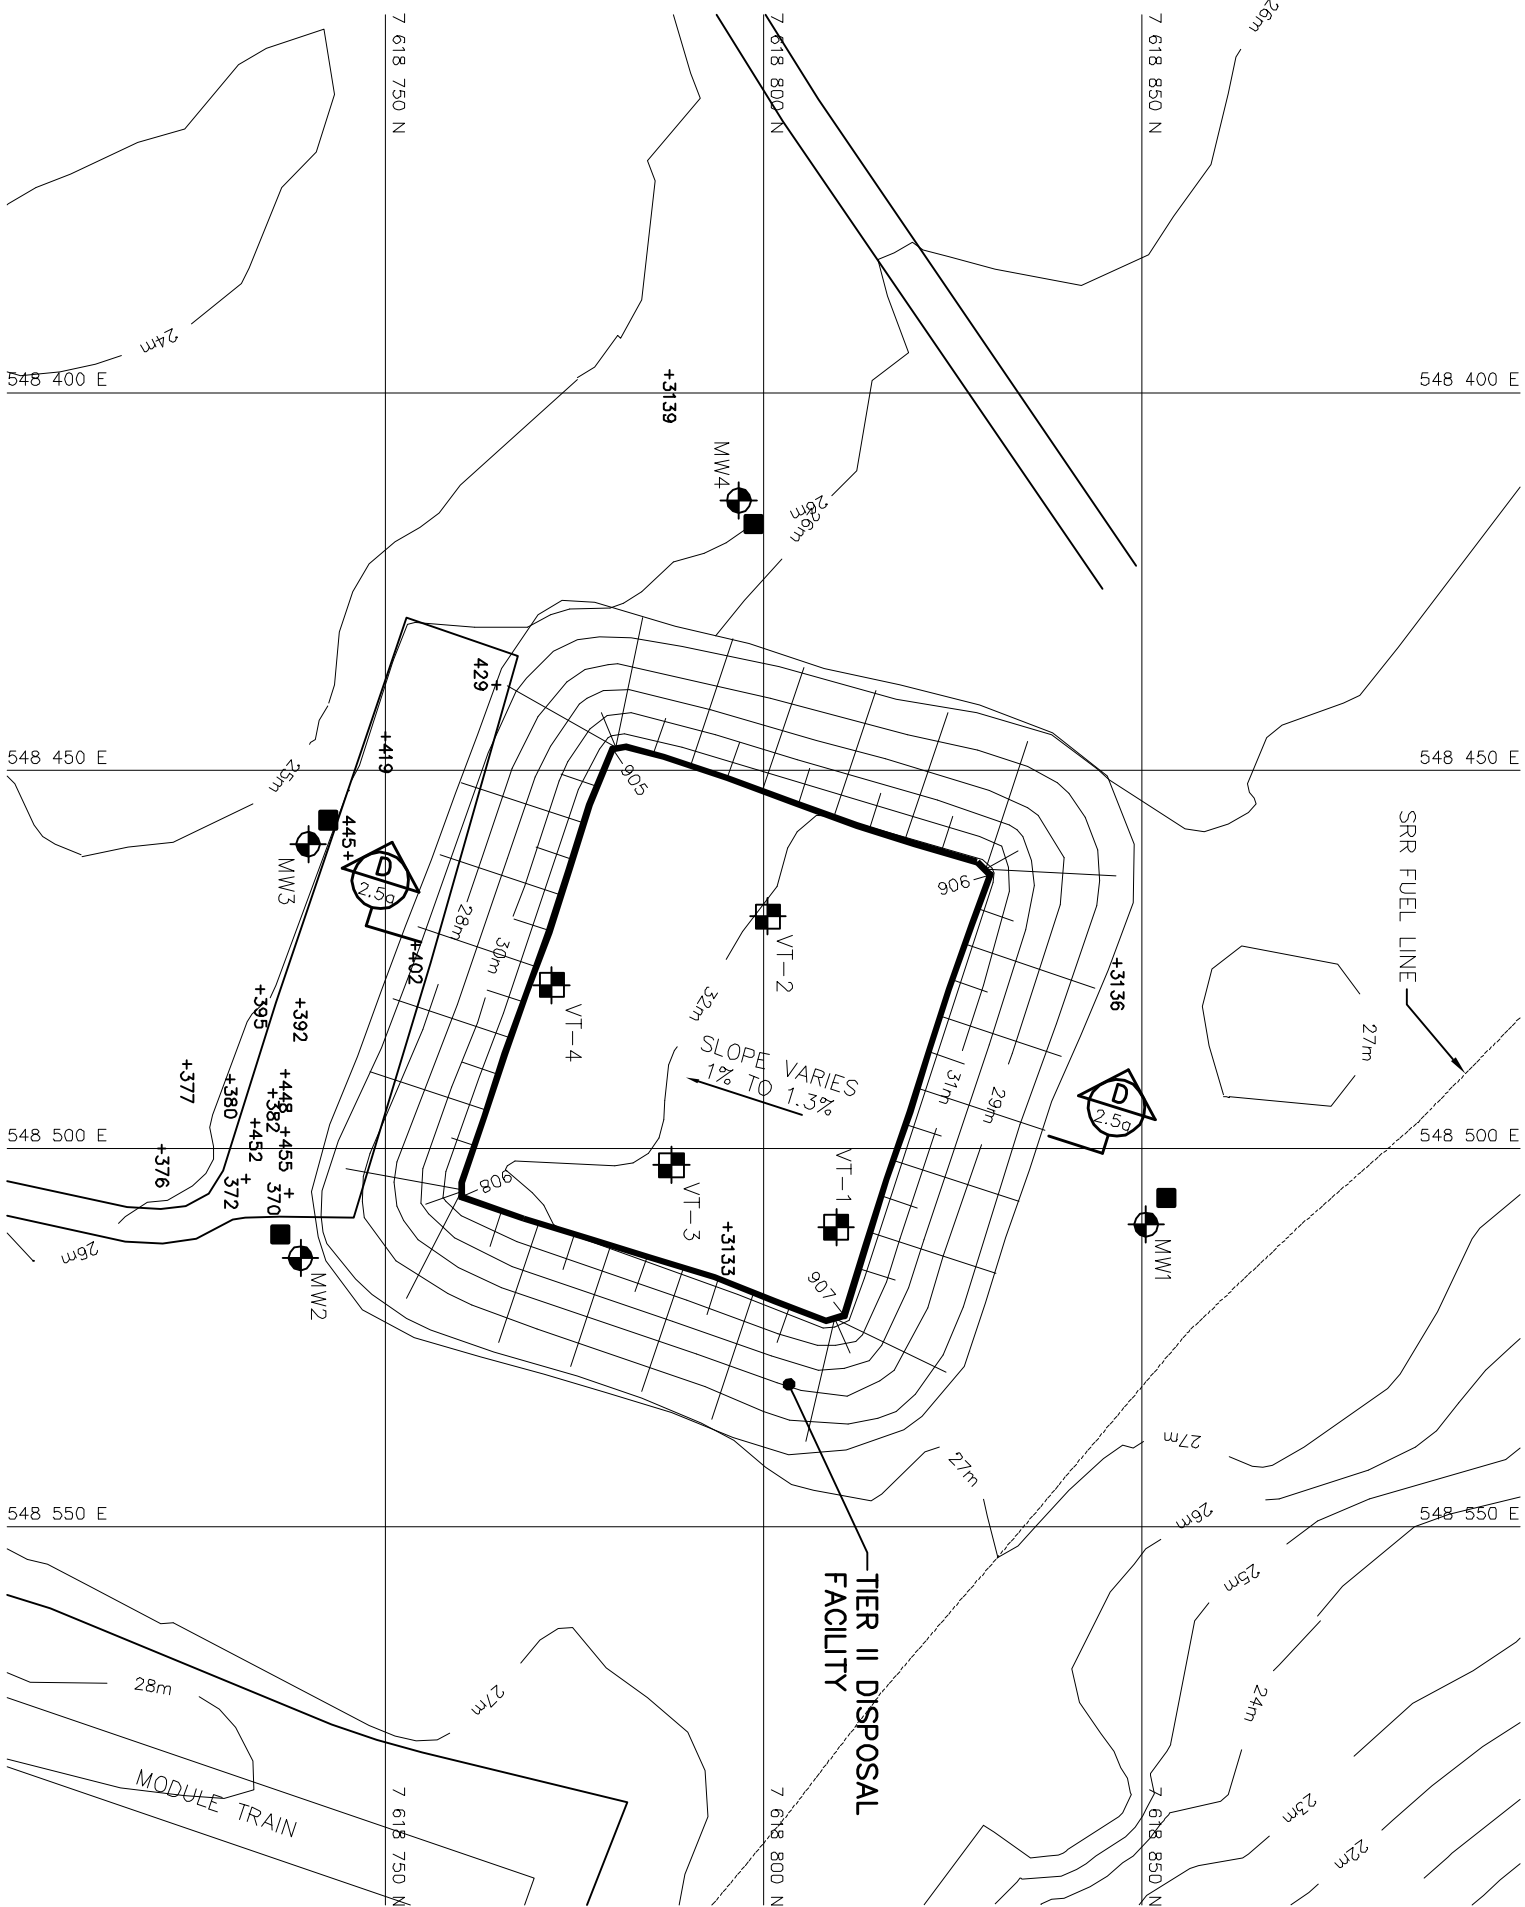 26m
7 618 750 N
7 618 800 N
7 618 850 N
24m
548 400 E
548 400 E
+3139
MW4
26m
26m
429 +
+419
548 450 E
548 450 E
25m
905
SRR FUEL LINE
445+
MW3
D
2.5g
906
28m
VT-2
+402
30m
+3136
32m
VT-4
27m
+395
+392
SLOPE VARIES
1% TO 1.3%
+377
+380
+448
+382
31m
29m
D
2.5g
+452
+455
548 500 E
548 500 E
+376
+
372
+
370
908
VT-1
VT-3
+3133
26m
MW2
907
MW1
27m
27m
548 550 E
548 550 E
26m
25m
TIER II DISPOSAL
FACILITY
28m
27m
24m
MODULE TRAIN
23m
22m
7 618 750 N
7 618 800 N
7 618 850 N